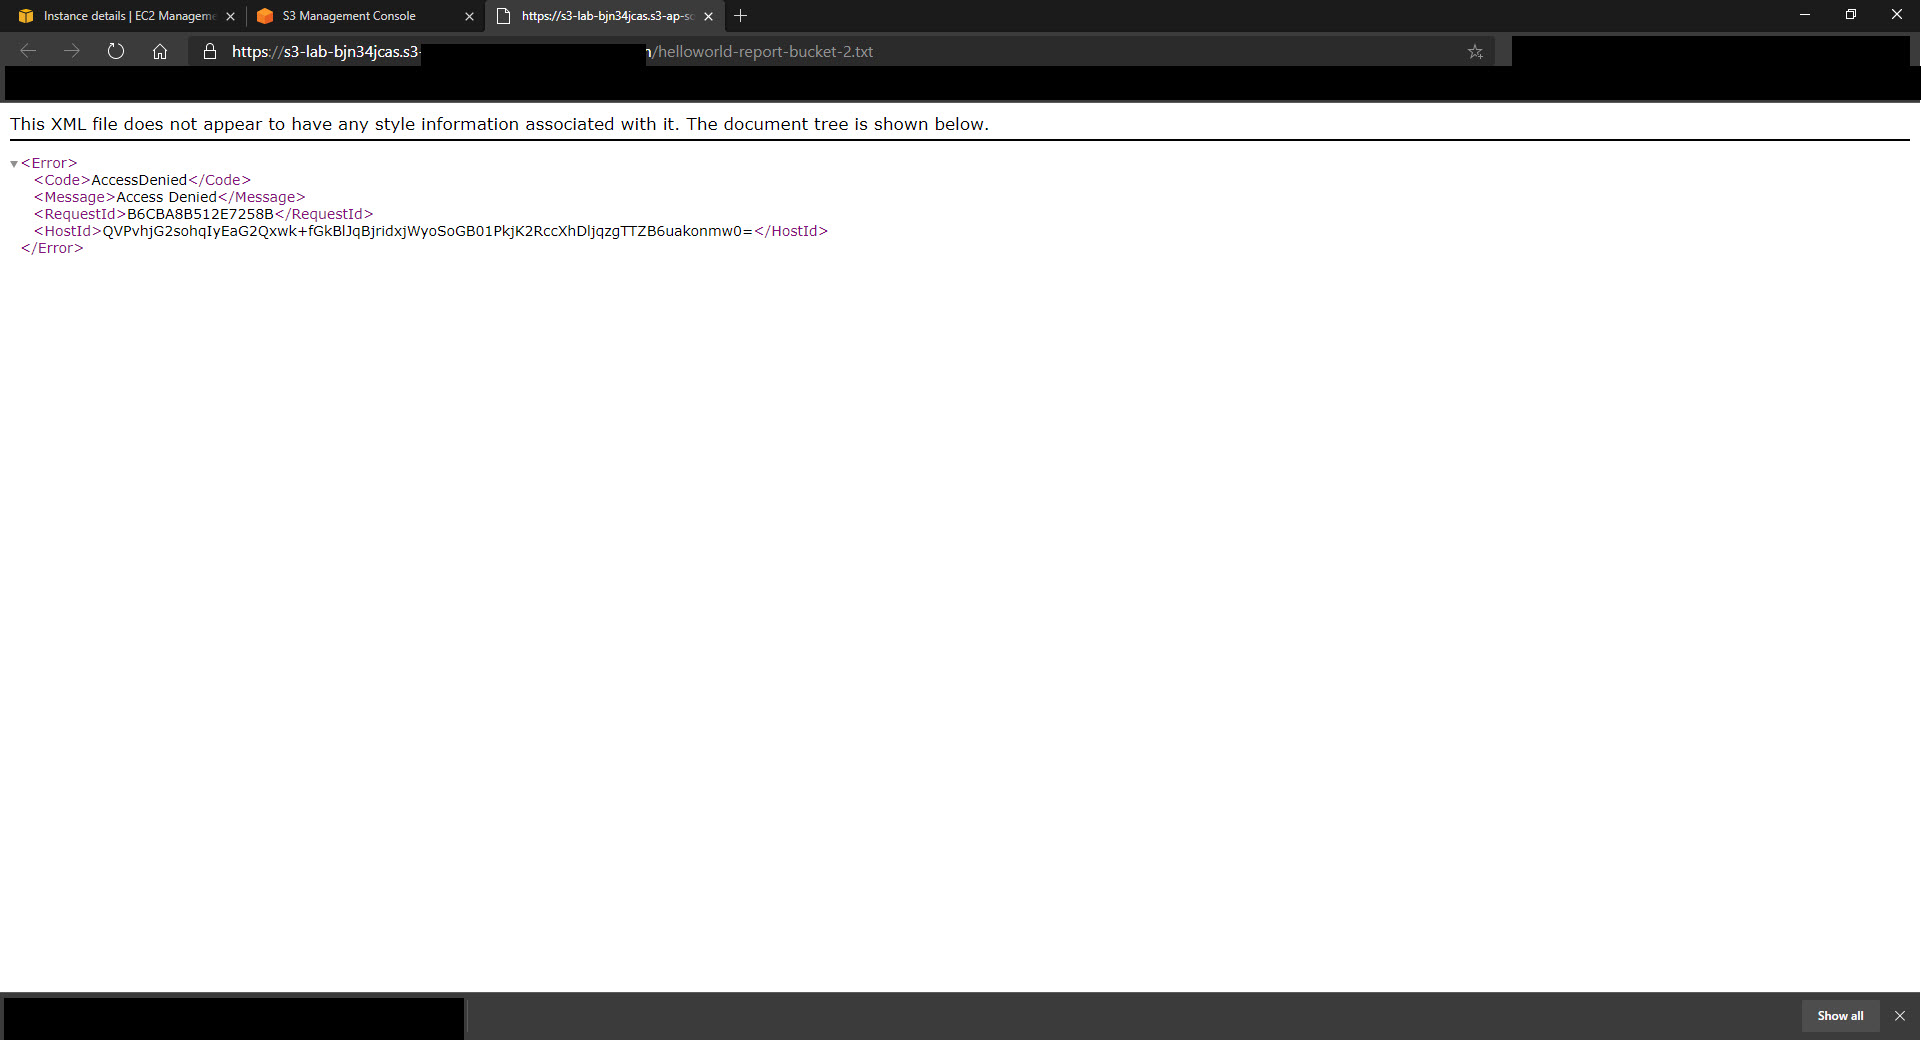 Instance details | EC2 Manageme
S3 Management Console
https://s3-lab-bjn34jcas.s3-ap-so
https://s3-lab-bjn34jcas.s3- /helloworld-report-bucket-2.txt
This XML file does not appear to have any style information associated with it. The document tree is shown below.
<Error>
<Code>AccessDenied</Code>
<Message>Access Denied</Message>
<RequestId>B6CBA8B512E7258B</RequestId>
<HostId>QVPvhjG2sohqIyEaG2Qxwk+fGkBlJqBjridxjWyoSoGB01PkjK2RccXhDljqzgTTZB6uakonmw0=</HostId>
</Error>
Show all